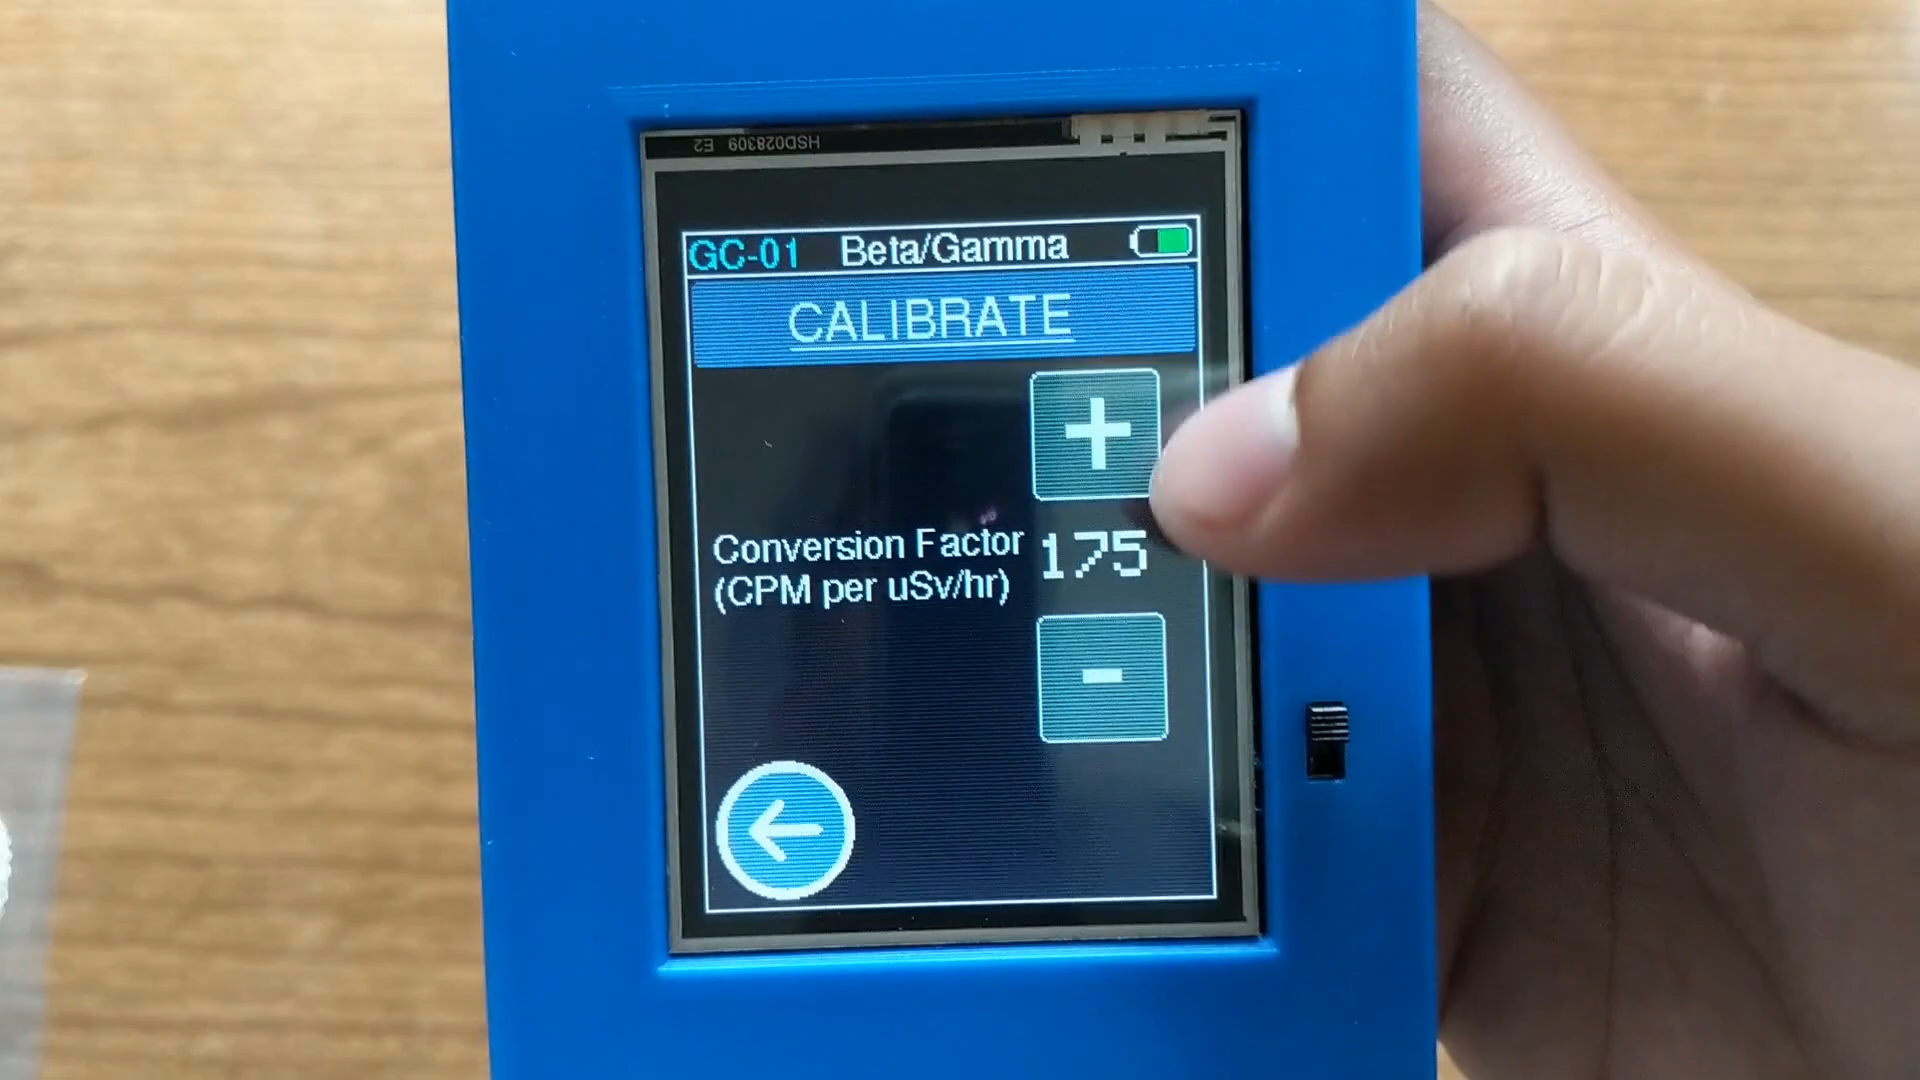 HSD028309 E2
GC-01 Beta/Gamma
CALIBRATE
+
Conversion Factor 175
(CPM per uSv/hr)
-